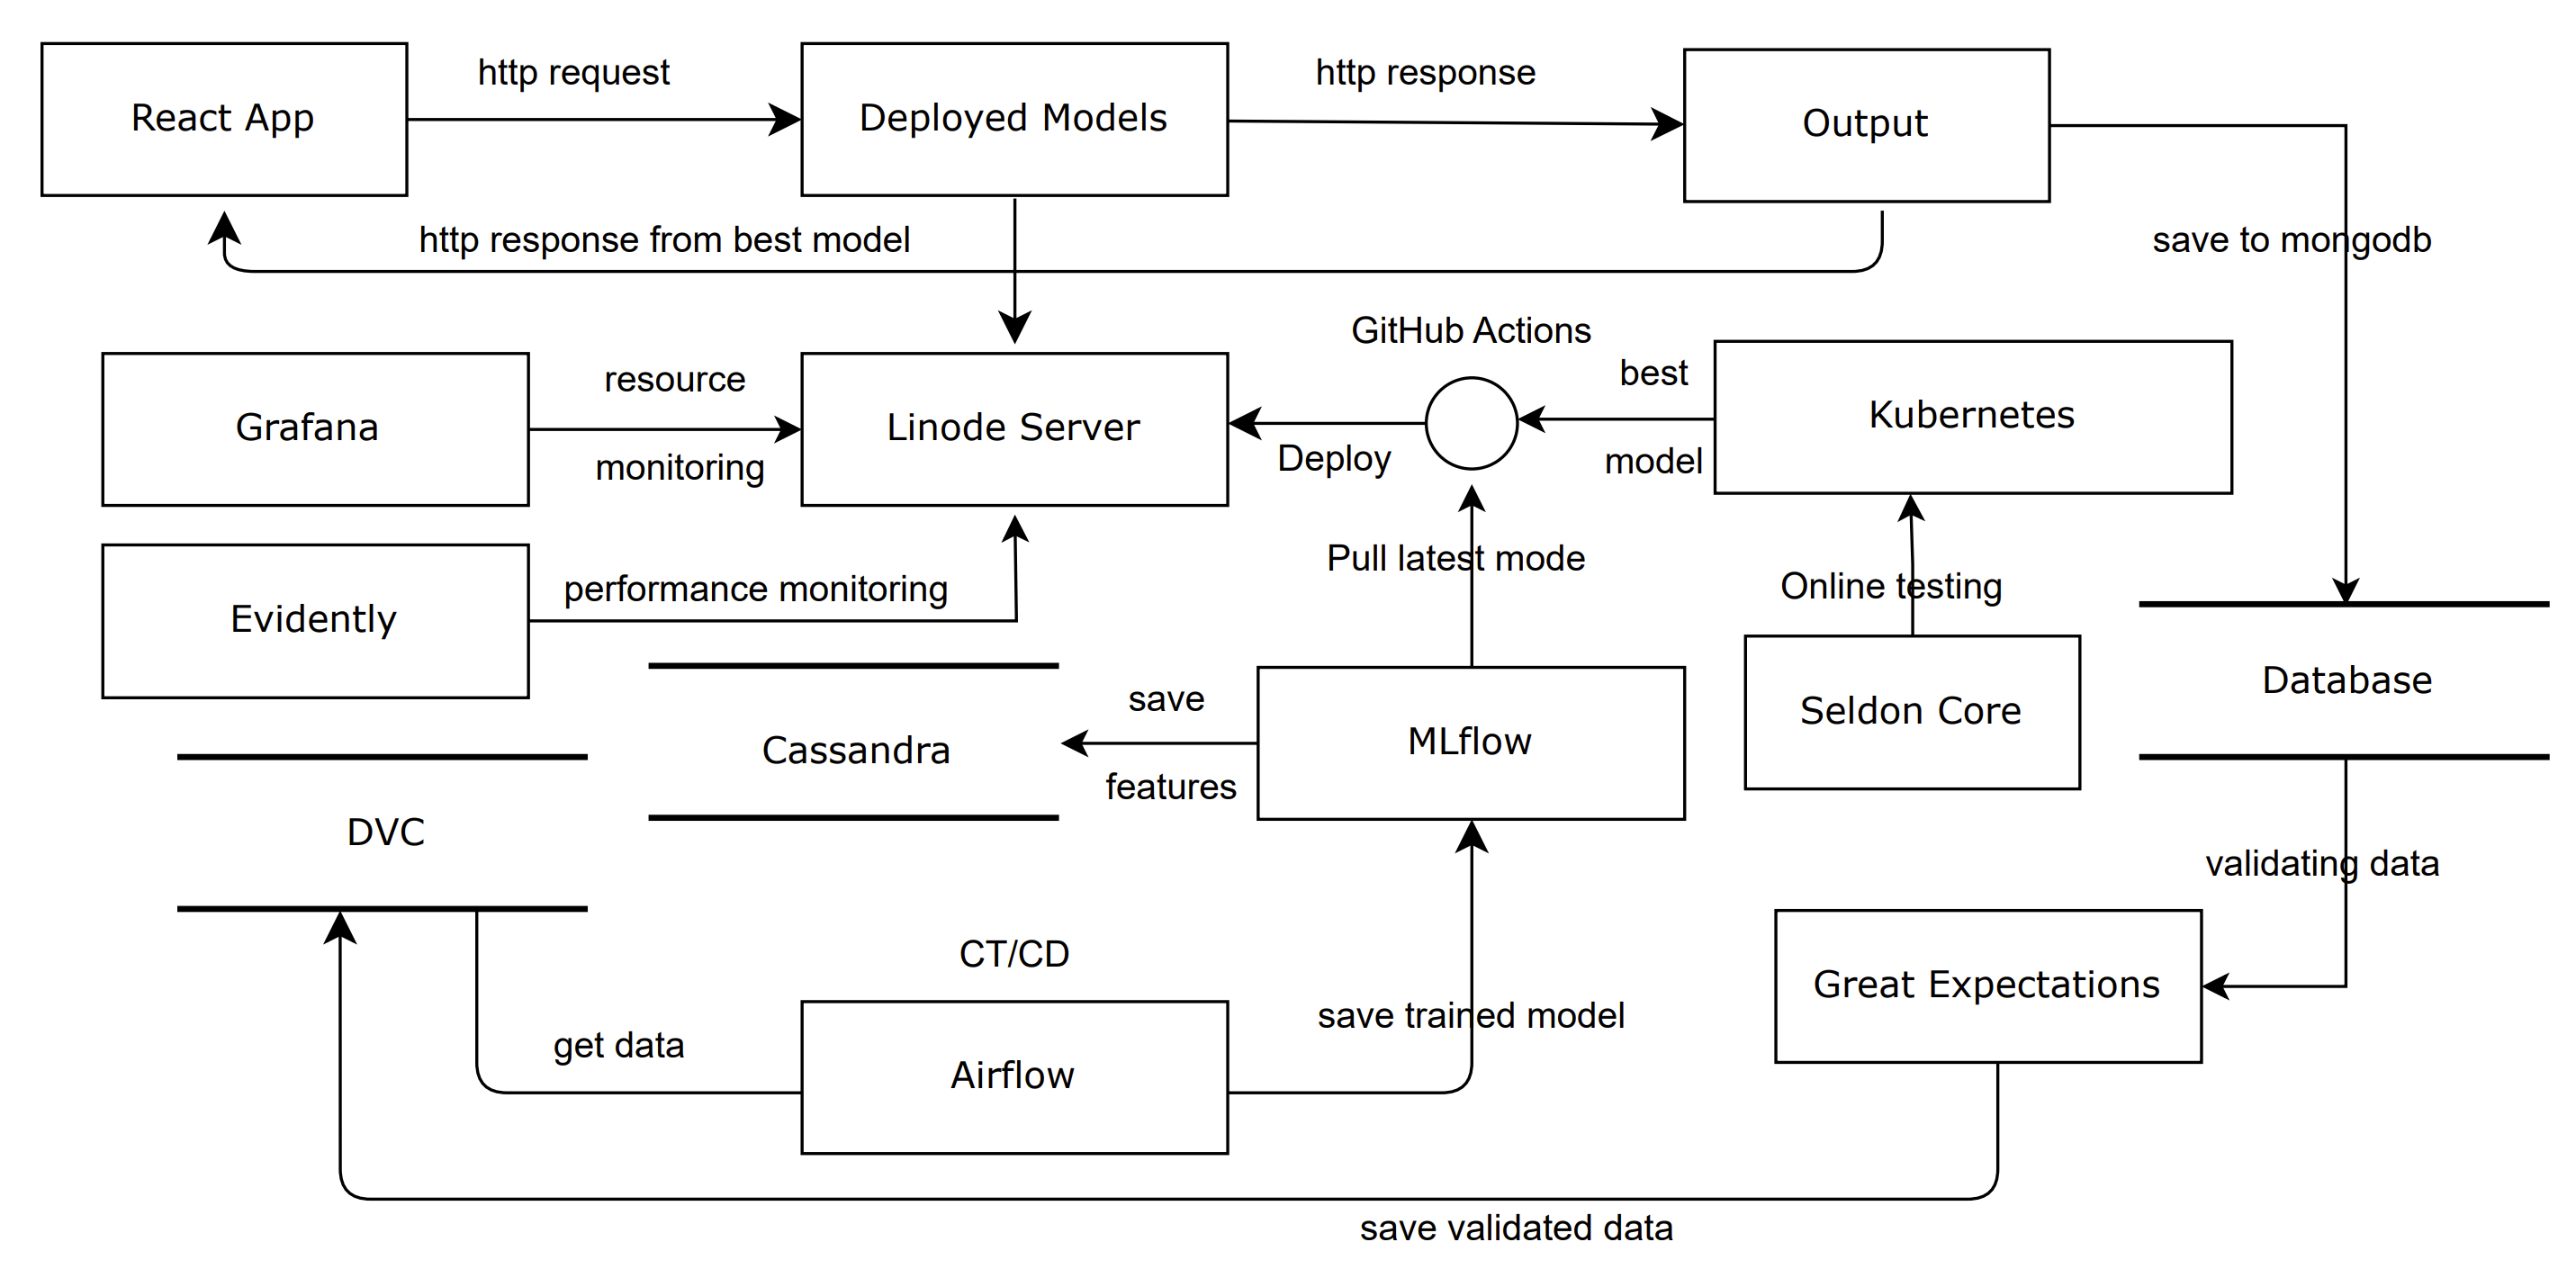 React App
http request
Deployed Models
http response
Output
http response from best model
save to mongodb
GitHub Actions
Grafana
resource
monitoring
Linode Server
Deploy
best
model
Kubernetes
Evidently
performance monitoring
Pull latest mode
Online testing
Cassandra
save
features
MLflow
Seldon Core
Database
DVC
validating data
CT/CD
get data
Airflow
save trained model
Great Expectations
save validated data